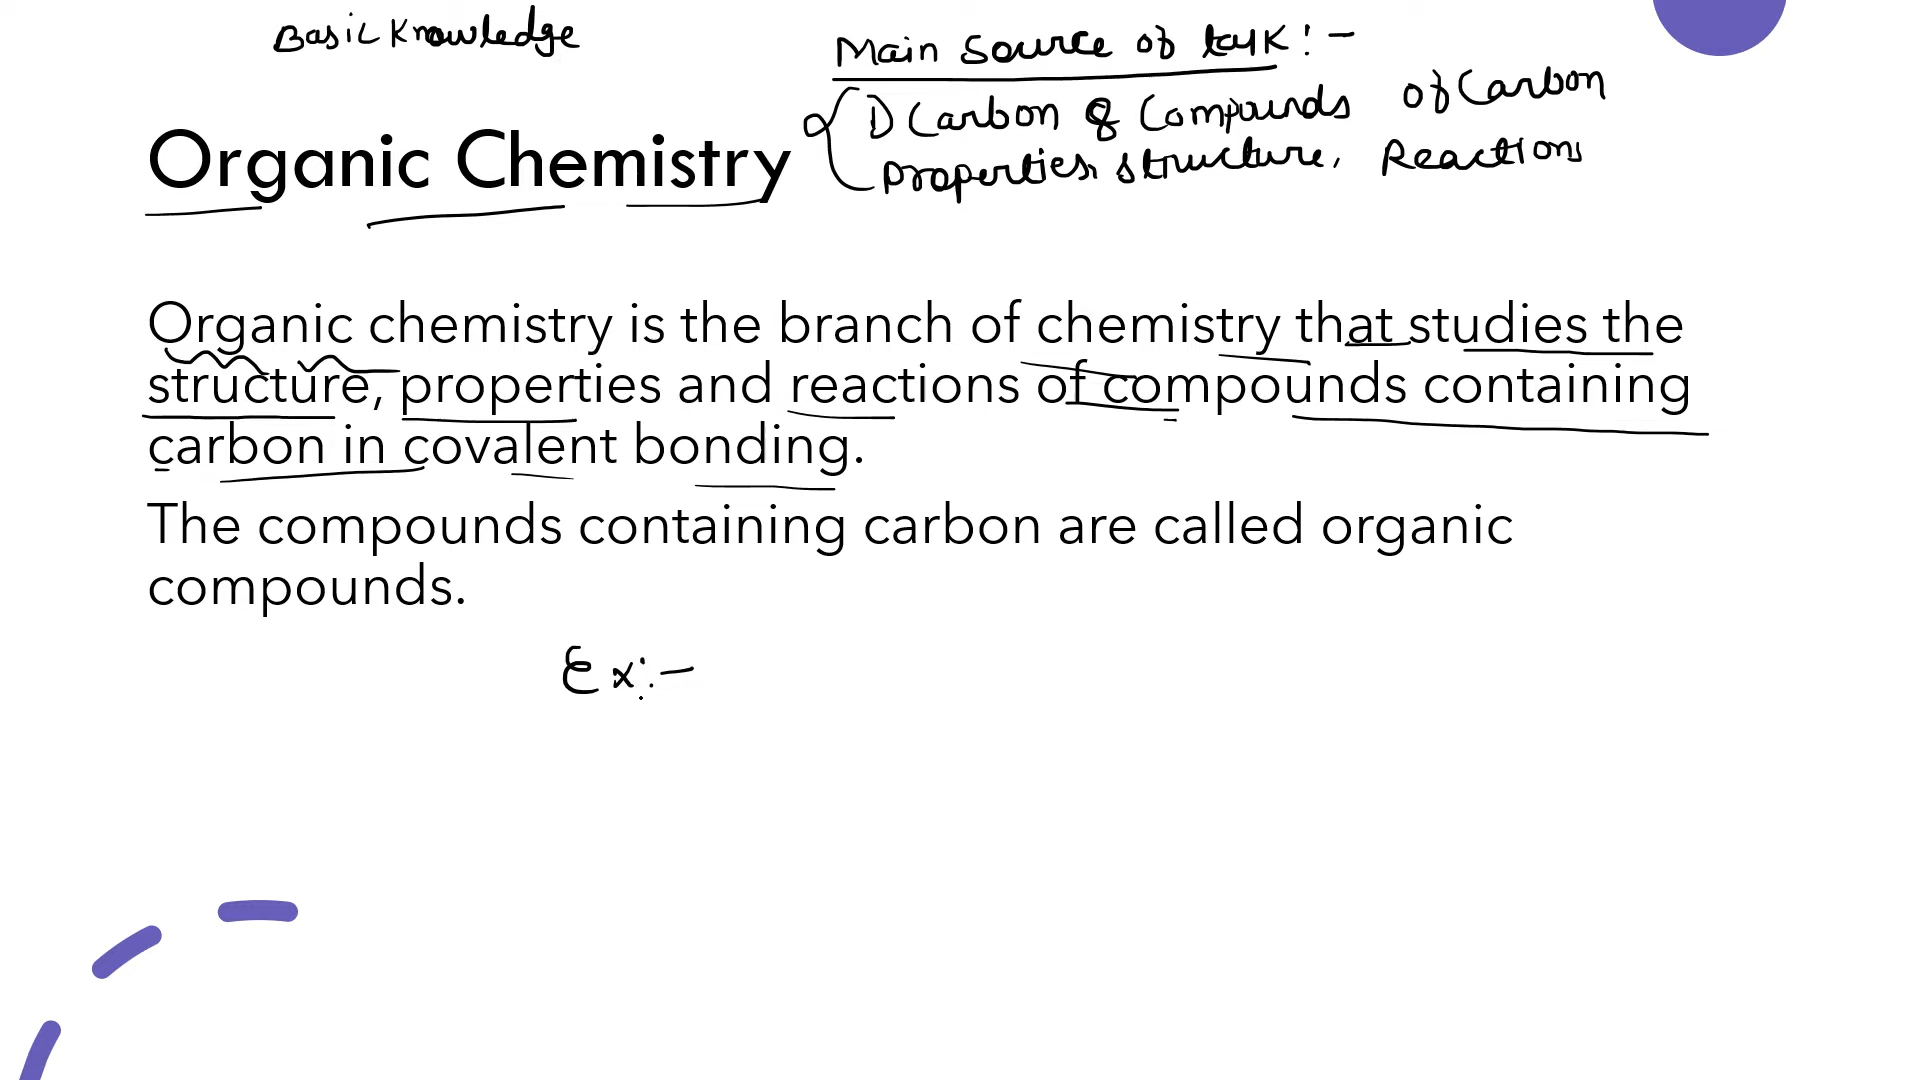 Basic Knowledge
Main Source of talk:-
1) Carbon & Compounds of Carbon
Properties, structure, Reactions
Organic Chemistry
Organic chemistry is the branch of chemistry that studies the
structure, properties and reactions of compounds containing
carbon in covalent bonding.
The compounds containing carbon are called organic
compounds.
Ex:-